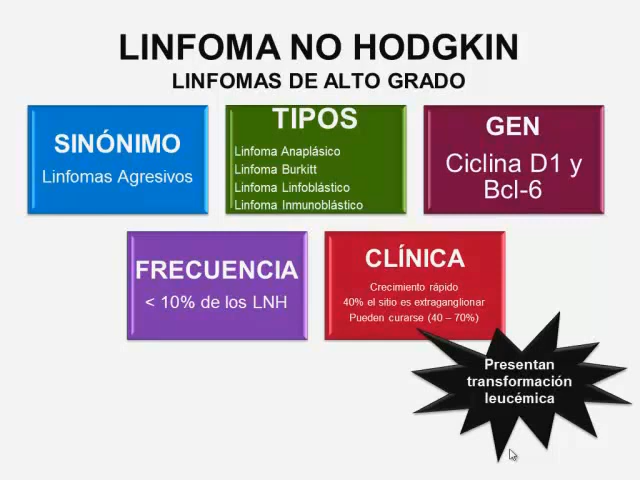 LINFOMA NO HODGKIN
LINFOMAS DE ALTO GRADO
SINÓNIMO
Linfomas Agresivos
TIPOS
Linfoma Anaplásico
Linfoma Burkitt
Linfoma Linfoblástico
Linfoma Inmunoblástico
GEN
Ciclina D1 y
Bcl-6
FRECUENCIA
< 10% de los LNH
CLÍNICA
Crecimiento rápido
40% el sitio es extraganglionar
Pueden curarse (40 – 70%)
Presentan
transformación
leucémica